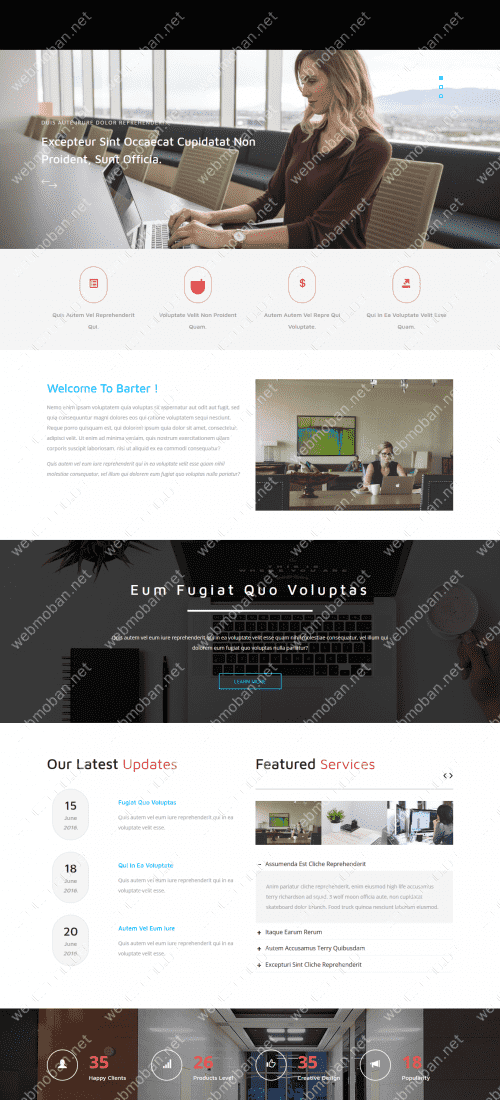 DUIS AUTE IRURE DOLOR REPREHENDERIT
Excepteur Sint Occaecat Cupidatat Non
Proident, Sunt Officia.
Quis Autem Vel Reprehenderit
Qui.
Voluptate Velit Non Proident
Quam.
Autem Autem Vel Repre Qui
Voluptate.
Qui In Ea Voluptate Velit Esse
Quam.
Welcome To Barter !
Nemo enim ipsam voluptatem quia voluptas sit aspernatur aut odit aut fugit, sed
quia consequuntur magni dolores eos qui ratione voluptatem sequi nesciunt.
Neque porro quisquam est, qui dolorem ipsum quia dolor sit amet, consectetur,
adipisci velit. Ut enim ad minima veniam, quis nostrum exercitationem ullam
corporis suscipit laboriosam, nisi ut aliquid ex ea commodi consequatur?
Quis autem vel eum iure reprehenderit qui in ea voluptate velit esse quam nihil
molestiae consequatur, vel illum qui dolorem eum fugiat quo voluptas nulla pariatur?
Eum Fugiat Quo Voluptas
Quis autem vel eum iure reprehenderit qui in ea voluptate velit esse quam nihil molestiae consequatur, vel illum qui
dolorem eum fugiat quo voluptas nulla pariatur?
LEARN MORE
Our Latest Updates
15
June
2018.
Fugiat Quo Voluptas
Quis autem vel eum iure reprehenderit qui in ea
voluptate velit esse.
18
June
2018.
Qui In Ea Voluptate
Quis autem vel eum iure reprehenderit qui in ea
voluptate velit esse.
20
June
2018.
Autem Vel Eum Iure
Quis autem vel eum iure reprehenderit qui in ea
voluptate velit esse.
Featured Services
Assumenda Est Cliche Reprehenderit
Anim pariatur cliche reprehenderit, enim eiusmod high life accusamus
terry richardson ad squid. 3 wolf moon officia aute, non cupidatat
skateboard dolor brunch. Food truck quinoa nesciunt laborum eiusmod.
Itaque Earum Rerum
Autem Accusamus Terry Quibusdam
Excepturi Sint Cliche Reprehenderit
35
Happy Clients
26
Products Level
35
Creative Design
18
Popularity
webmoban.net